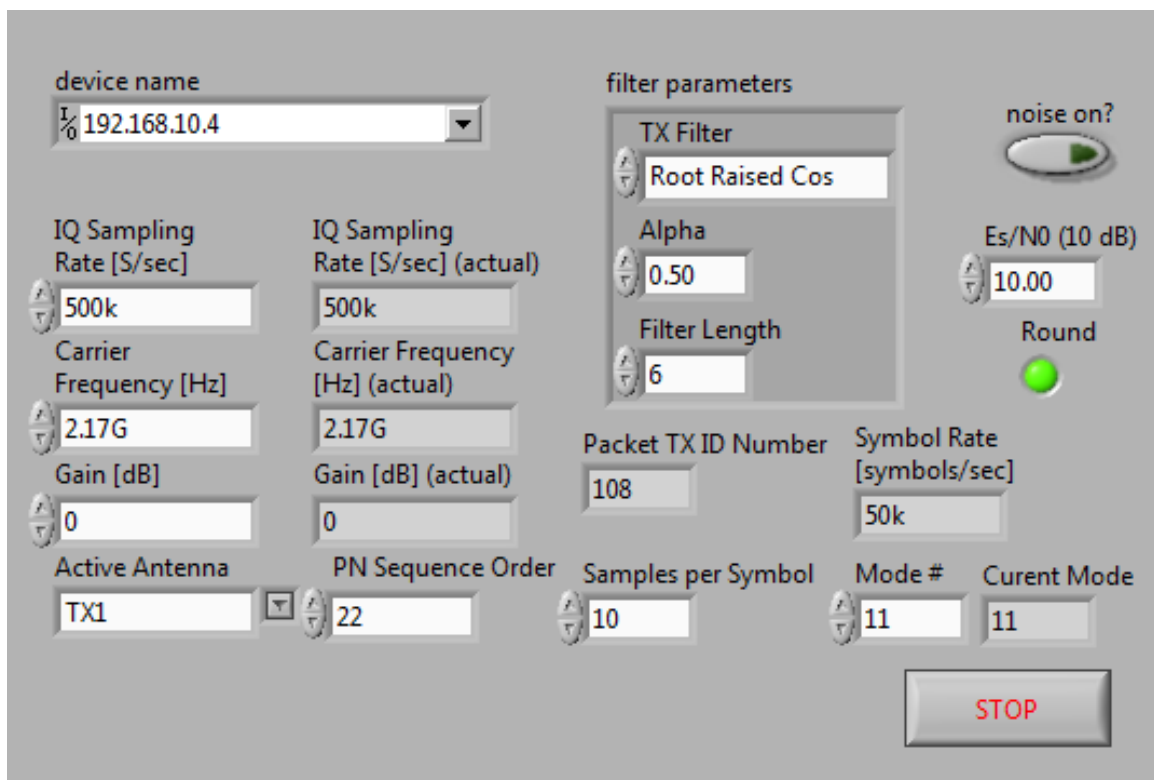 device name
192.168.10.4
filter parameters
TX Filter
Root Raised Cos
Alpha
0.50
Filter Length
6
noise on?
Es/N0 (10 dB)
10.00
Round
IQ Sampling
Rate [S/sec]
500k
IQ Sampling
Rate [S/sec] (actual)
500k
Carrier
Frequency [Hz]
2.17G
Carrier Frequency
[Hz] (actual)
2.17G
Gain [dB]
0
Gain [dB] (actual)
0
Packet TX ID Number
108
Symbol Rate
[symbols/sec]
50k
Active Antenna
TX1
PN Sequence Order
22
Samples per Symbol
10
Mode #
11
Curent Mode
11
STOP